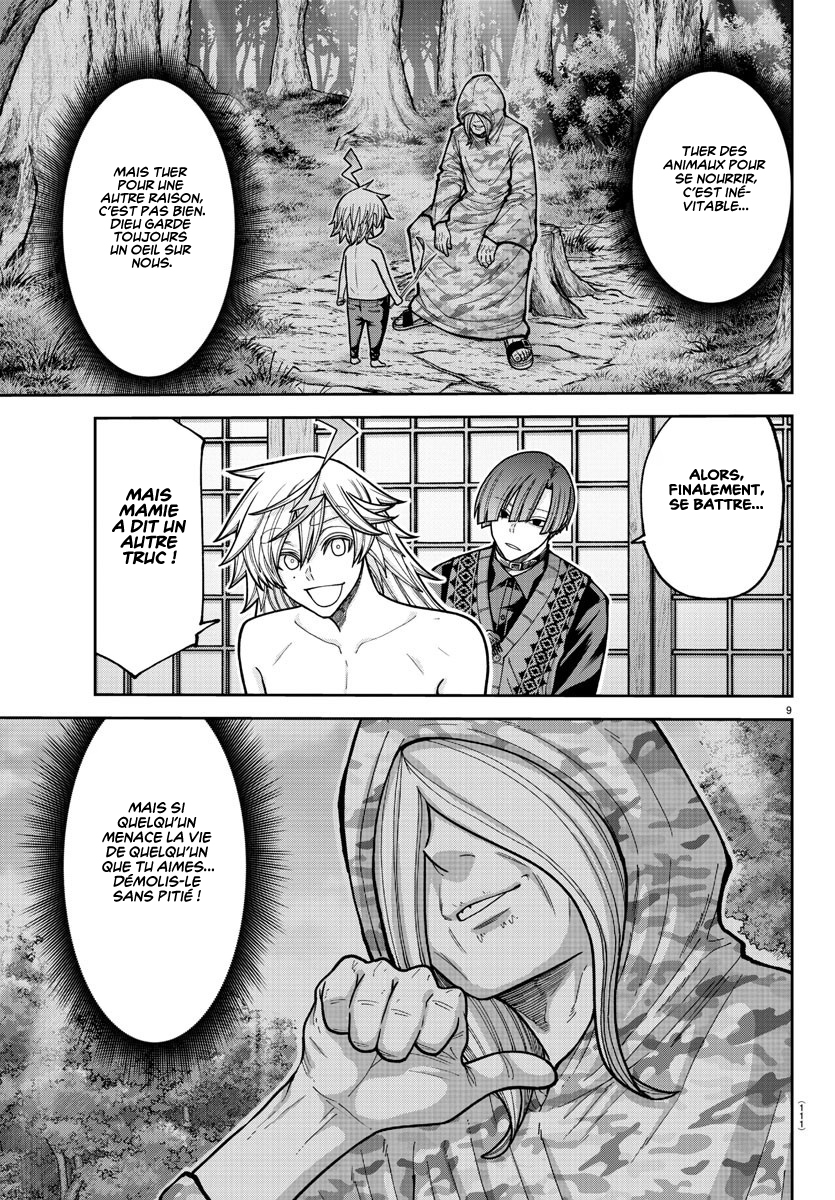 TUER DES
ANIMAUX POUR
SE NOURRIR,
C'EST INÉ-
VITABLE...
MAIS TUER
POUR UNE
AUTRE RAISON,
C'EST PAS BIEN.
DIEU GARDE
TOUJOURS
UN OEIL SUR
NOUS.
ALORS,
FINALEMENT,
SE BATTRE...
MAIS
MAMIE
A DIT UN
AUTRE
TRUC !
9
MAIS SI
QUELQU'UN
MENACE LA VIE
DE QUELQU'UN
QUE TU AIMES...
DÉMOLIS-LE
SANS PITIÉ !
(111)